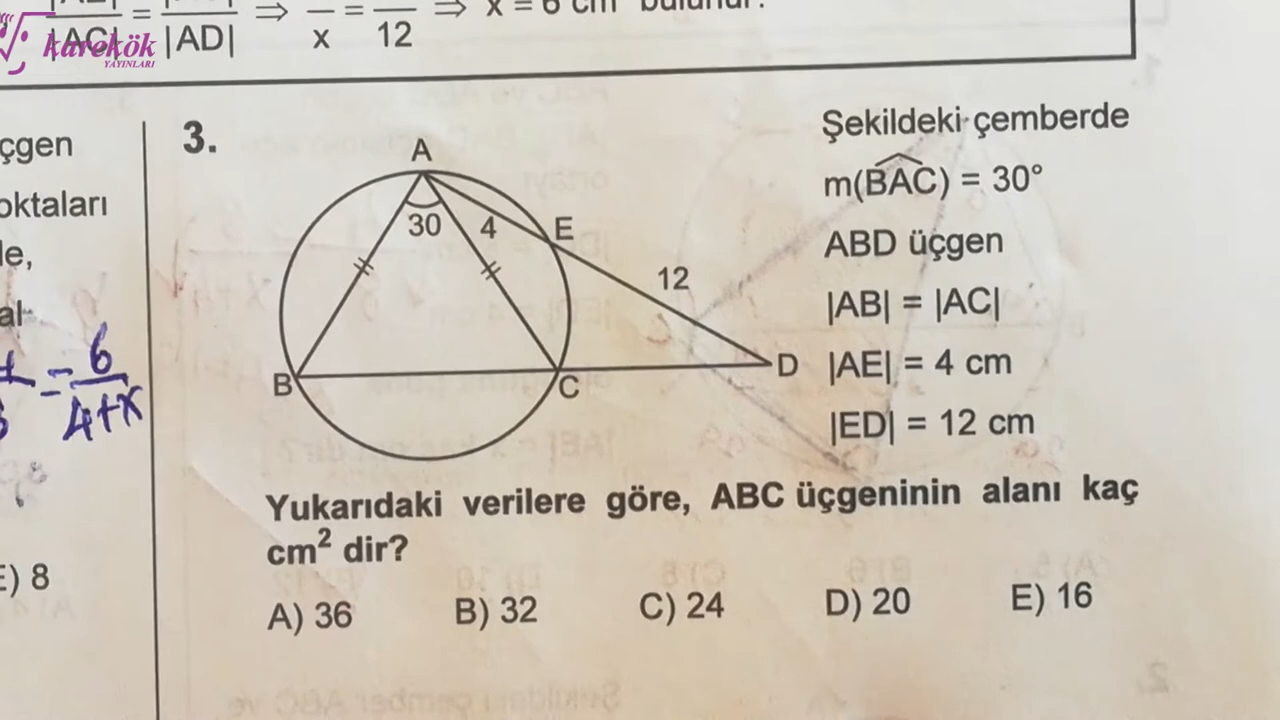 |AC| = |AD| ⇒ x = 12 ⇒ x = 6 cm bulunur.
karekök
YAYINLARI
çgen
oktaları
le,
al-
= 6
4+x
E) 8
3.
A
30
4
E
12
B
C
D
Şekildeki çemberde
m(BAC) = 30°
ABD üçgen
|AB| = |AC|
|AE| = 4 cm
|ED| = 12 cm
Yukarıdaki verilere göre, ABC üçgeninin alanı kaç
cm² dir?
A) 36 B) 32 C) 24 D) 20 E) 16